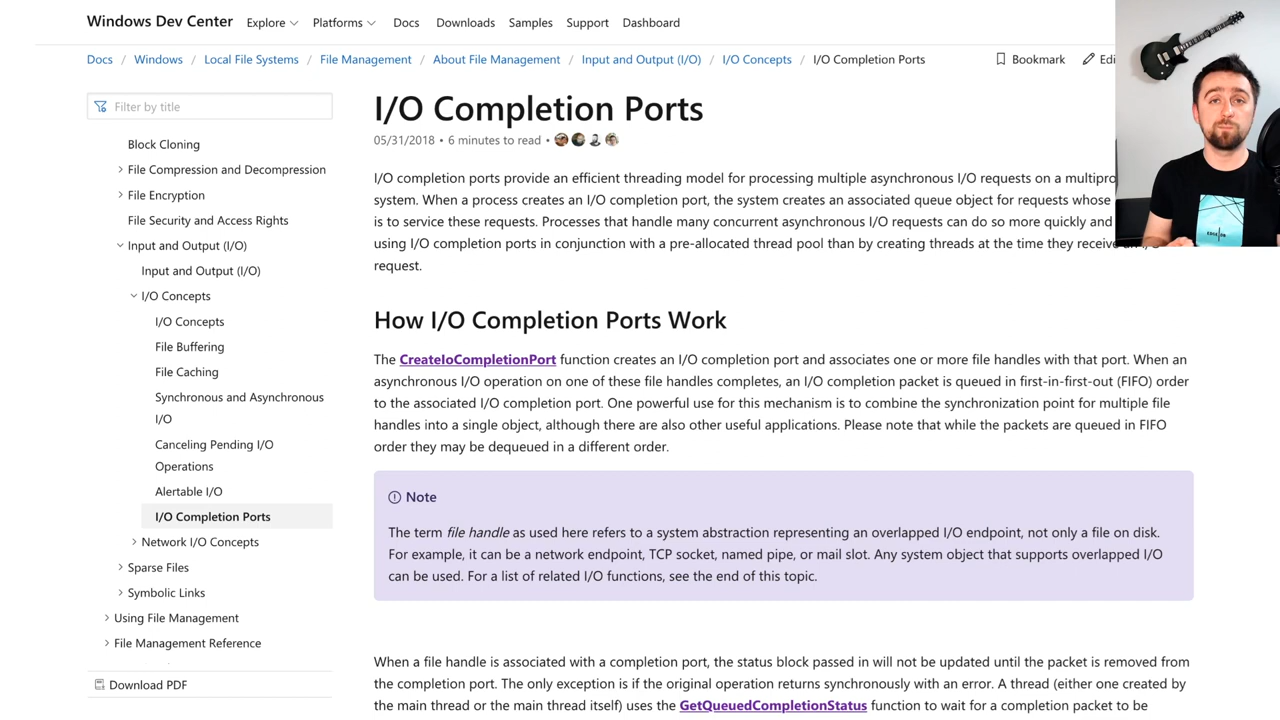 Windows Dev Center Explore Platforms Docs Downloads Samples Support Dashboard
Docs / Windows / Local File Systems / File Management / About File Management / Input and Output (I/O) / I/O Concepts / I/O Completion Ports Bookmark
Filter by title
Block Cloning
File Compression and Decompression
File Encryption
File Security and Access Rights
Input and Output (I/O)
Input and Output (I/O)
I/O Concepts
I/O Concepts
File Buffering
File Caching
Synchronous and Asynchronous
I/O
Canceling Pending I/O
Operations
Alertable I/O
I/O Completion Ports
Network I/O Concepts
Sparse Files
Symbolic Links
Using File Management
File Management Reference
Download PDF
I/O Completion Ports
05/31/2018 • 6 minutes to read •
I/O completion ports provide an efficient threading model for processing multiple asynchronous I/O requests on a
system. When a process creates an I/O completion port, the system creates an associated queue object for requests whose
is to service these requests. Processes that handle many concurrent asynchronous I/O requests can do so more quickly and
using I/O completion ports in conjunction with a pre-allocated thread pool than by creating threads at the time they receive
request.
How I/O Completion Ports Work
The CreateIoCompletionPort function creates an I/O completion port and associates one or more file handles with that port. When an
asynchronous I/O operation on one of these file handles completes, an I/O completion packet is queued in first-in-first-out (FIFO) order
to the associated I/O completion port. One powerful use for this mechanism is to combine the synchronization point for multiple file
handles into a single object, although there are also other useful applications. Please note that while the packets are queued in FIFO
order they may be dequeued in a different order.
Note
The term file handle as used here refers to a system abstraction representing an overlapped I/O endpoint, not only a file on disk.
For example, it can be a network endpoint, TCP socket, named pipe, or mail slot. Any system object that supports overlapped I/O
can be used. For a list of related I/O functions, see the end of this topic.
When a file handle is associated with a completion port, the status block passed in will not be updated until the packet is removed from
the completion port. The only exception is if the original operation returns synchronously with an error. A thread (either one created by
the main thread or the main thread itself) uses the GetQueuedCompletionStatus function to wait for a completion packet to be